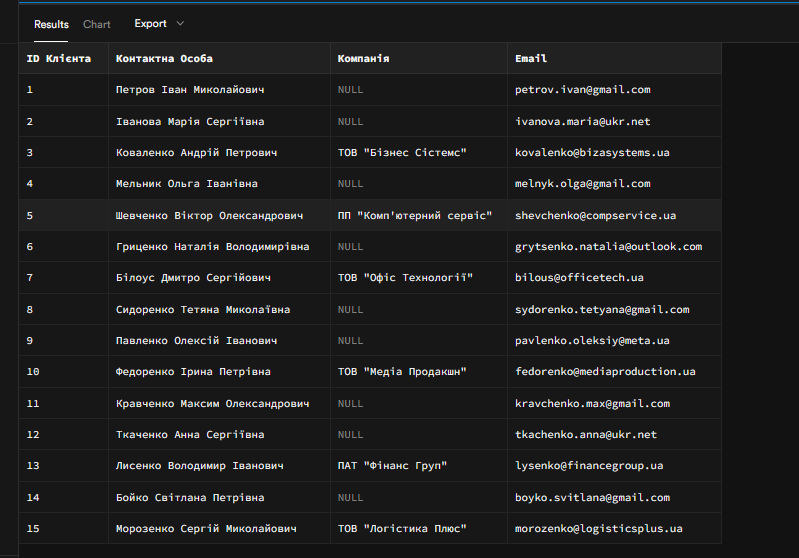 Results Chart Export
ID Клієнта Контактна Особа Компанія Email
1 Петров Іван Миколайович NULL petrov.ivan@gmail.com
2 Іванова Марія Сергіївна NULL ivanova.maria@ukr.net
3 Коваленко Андрій Петрович ТОВ "Бізнес Сістемс" kovalenko@bizasystems.ua
4 Мельник Ольга Іванівна NULL melnyk.olga@gmail.com
5 Шевченко Віктор Олександрович ПП "Комп'ютерний сервіс" shevchenko@compservice.ua
6 Гриценко Наталія Володимирівна NULL grytsenko.natalia@outlook.com
7 Білоус Дмитро Сергійович ТОВ "Офіс Технології" bilous@officetech.ua
8 Сидоренко Тетяна Миколаївна NULL sydorenko.tetyana@gmail.com
9 Павленко Олексій Іванович NULL pavlenko.oleksiy@meta.ua
10 Федоренко Ірина Петрівна ТОВ "Медіа Продакшн" fedorenko@mediaproduction.ua
11 Кравченко Максим Олександрович NULL kravchenko.max@gmail.com
12 Ткаченко Анна Сергіївна NULL tkachenko.anna@ukr.net
13 Лисенко Володимир Іванович ПАТ "Фінанс Груп" lysenko@financegroup.ua
14 Бойко Світлана Петрівна NULL boyko.svitlana@gmail.com
15 Морозенко Сергій Миколайович ТОВ "Логістика Плюс" morozenko@logisticsplus.ua